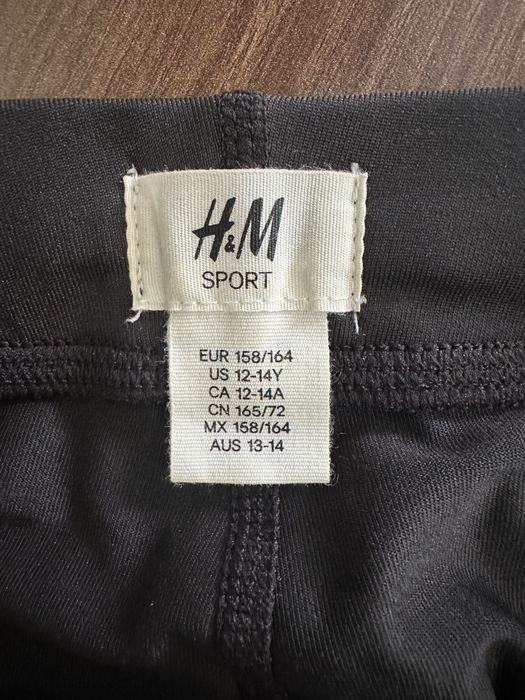 H&M
SPORT
EUR 158/164
US 12-14Y
CA 12-14A
CN 165/72
MX 158/164
AUS 13-14